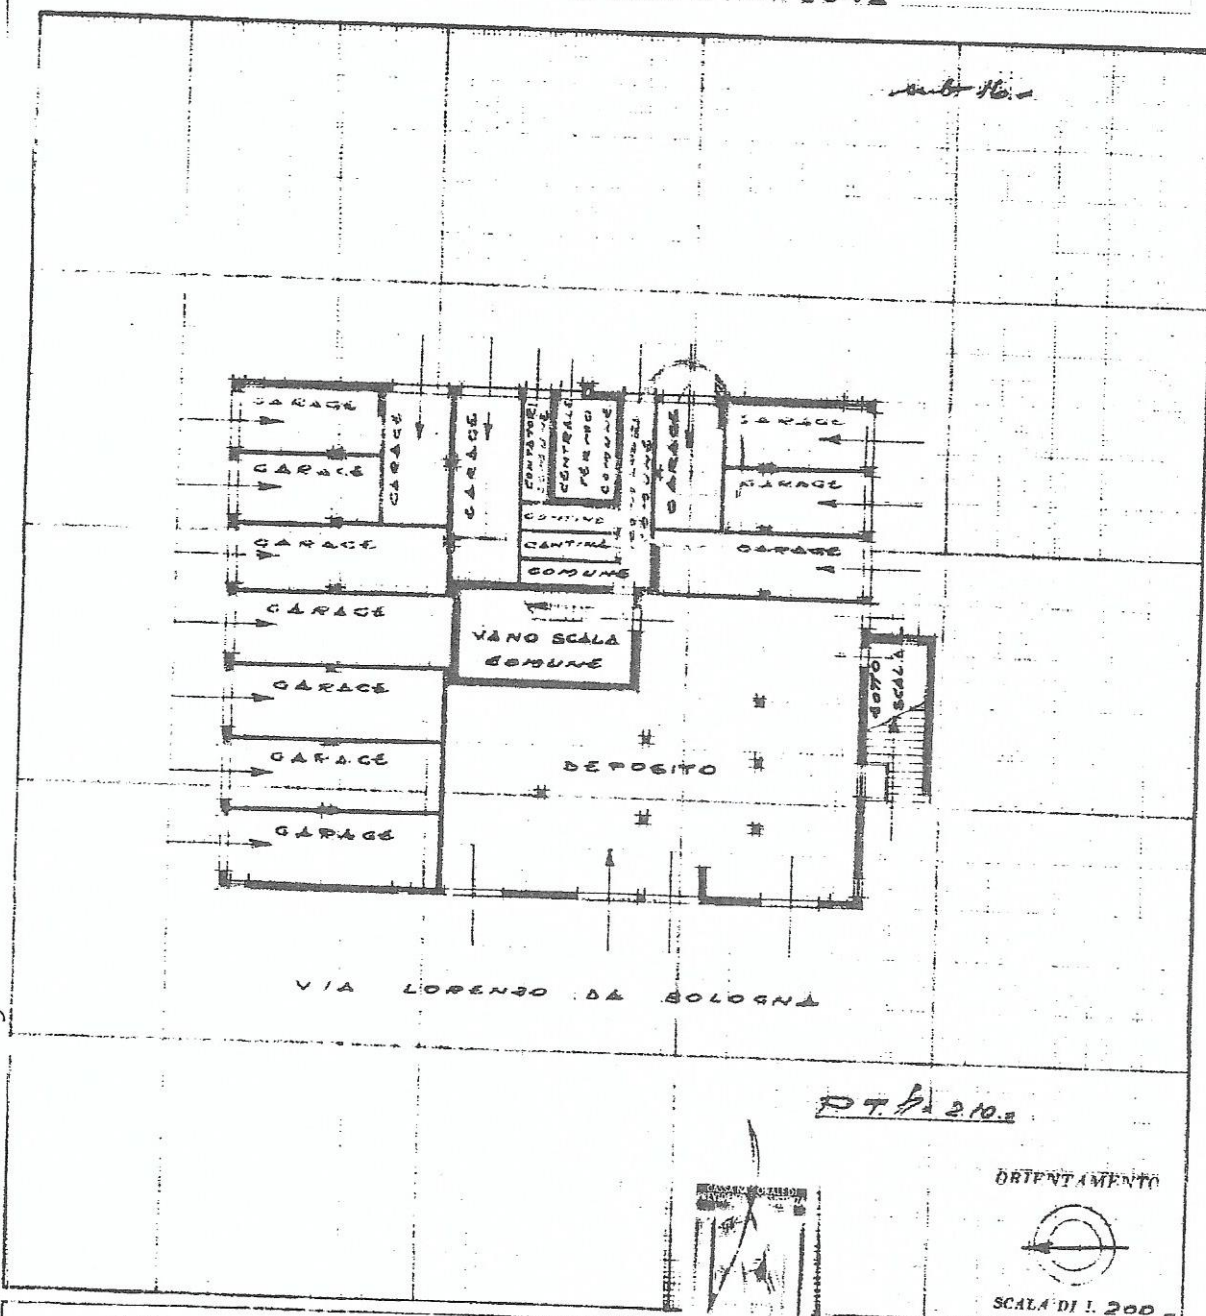 sub 16.-
GARAGE
GARAGE
GARAGE
GARAGE
CONTATORI
COMUNE
CENTRALE
TERMICA
COMUNE
COMUNE
GARAGE
GARAGE
GARAGE
GARAGE
GARAGE
CANTINE
CANTINE
COMUNE
GARAGE
GARAGE
VANO SCALA
COMUNE
GARAGE
SOTTO
SCALA
GARAGE
DEPOSITO
GARAGE
VIA LORENZO DA BOLOGNA
P T. h= 2.10.=
ORIENTAMENTO
SCALA DI 1: 200 -